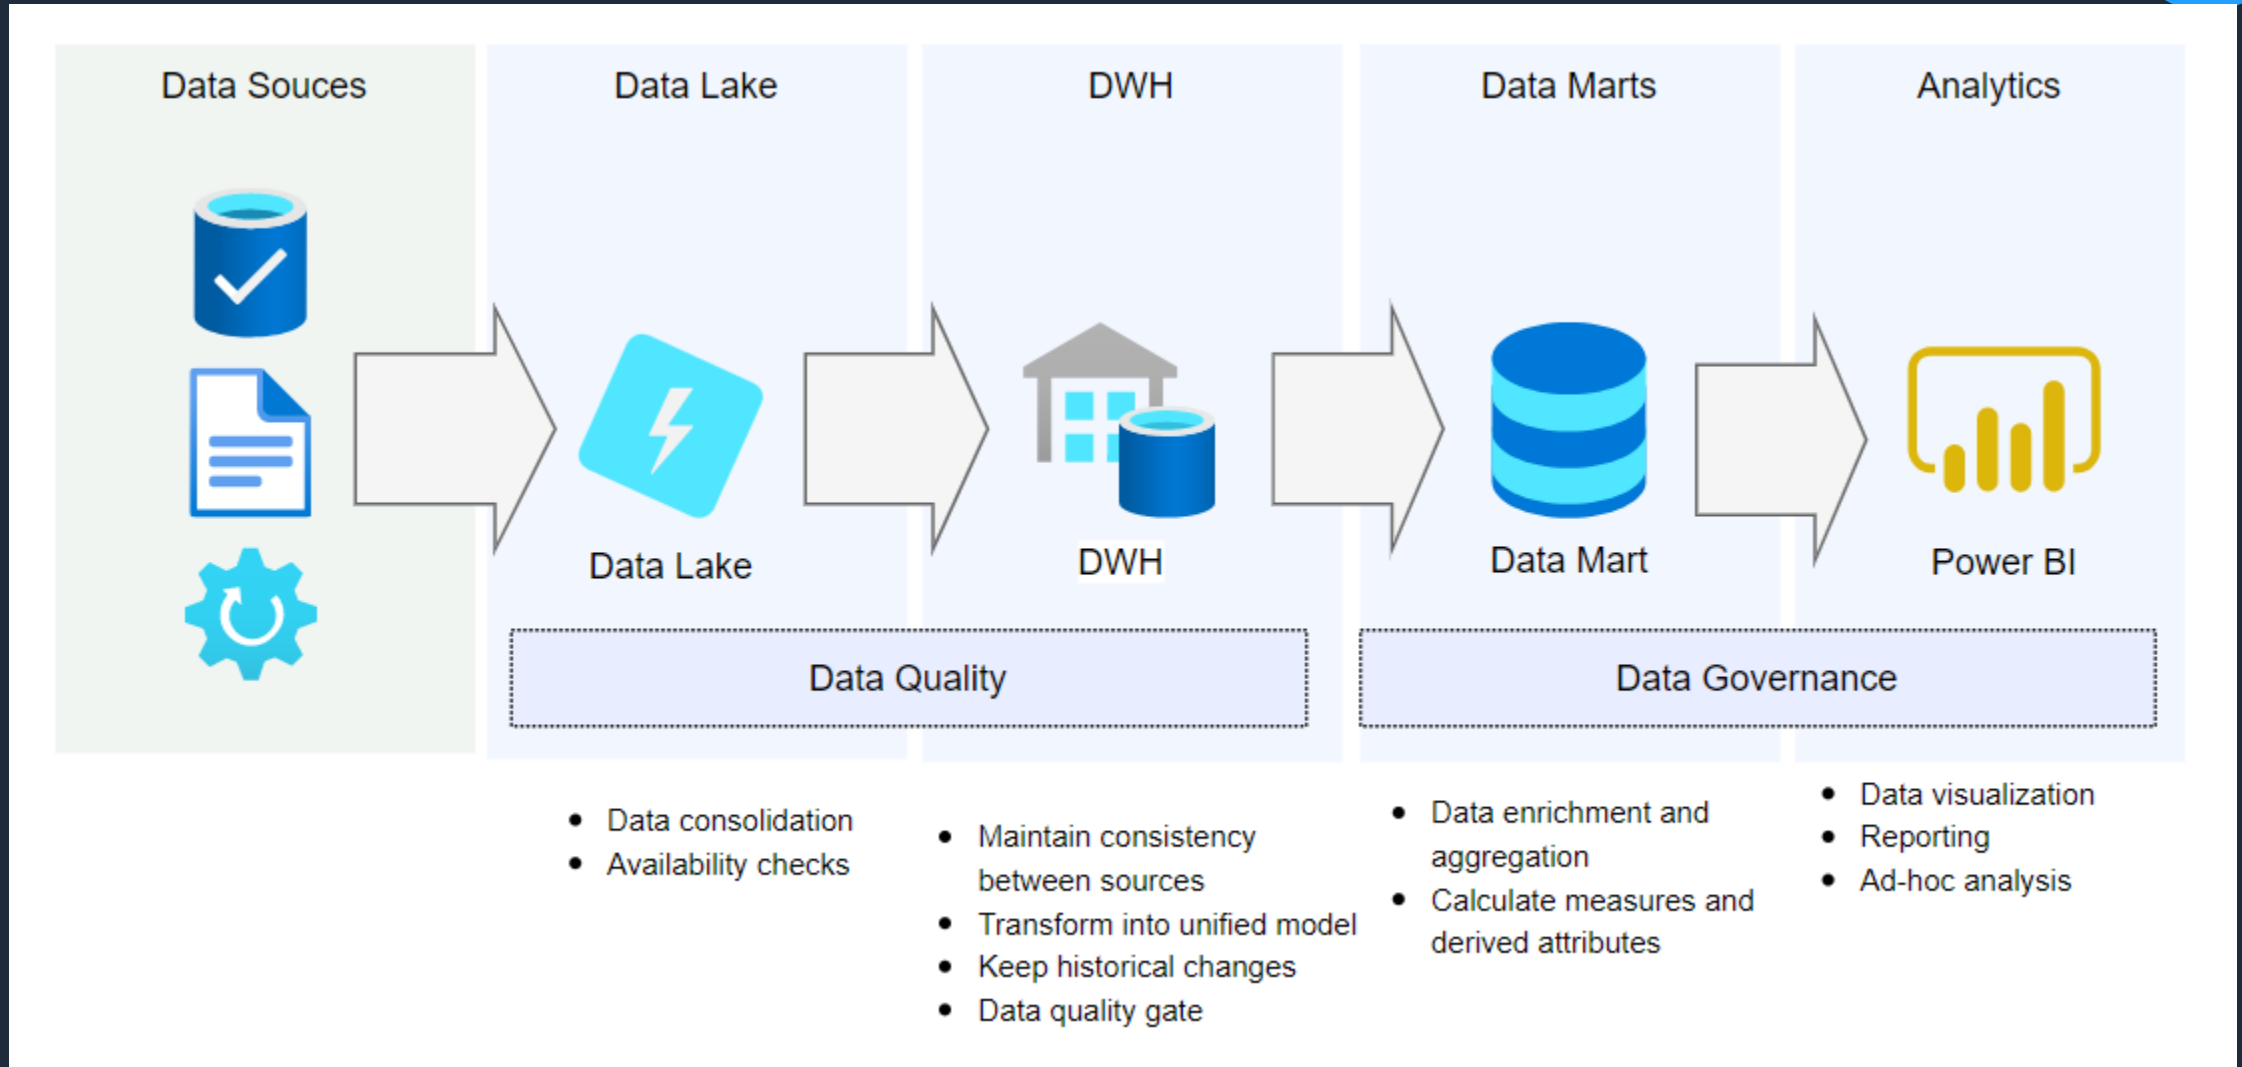 Data Souces
Data Lake
DWH
Data Marts
Analytics
Data Lake
DWH
Data Mart
Power BI
Data Quality
Data Governance
• Data consolidation
• Availability checks
• Maintain consistency
between sources
• Transform into unified model
• Keep historical changes
• Data quality gate
• Data enrichment and
aggregation
• Calculate measures and
derived attributes
• Data visualization
• Reporting
• Ad-hoc analysis